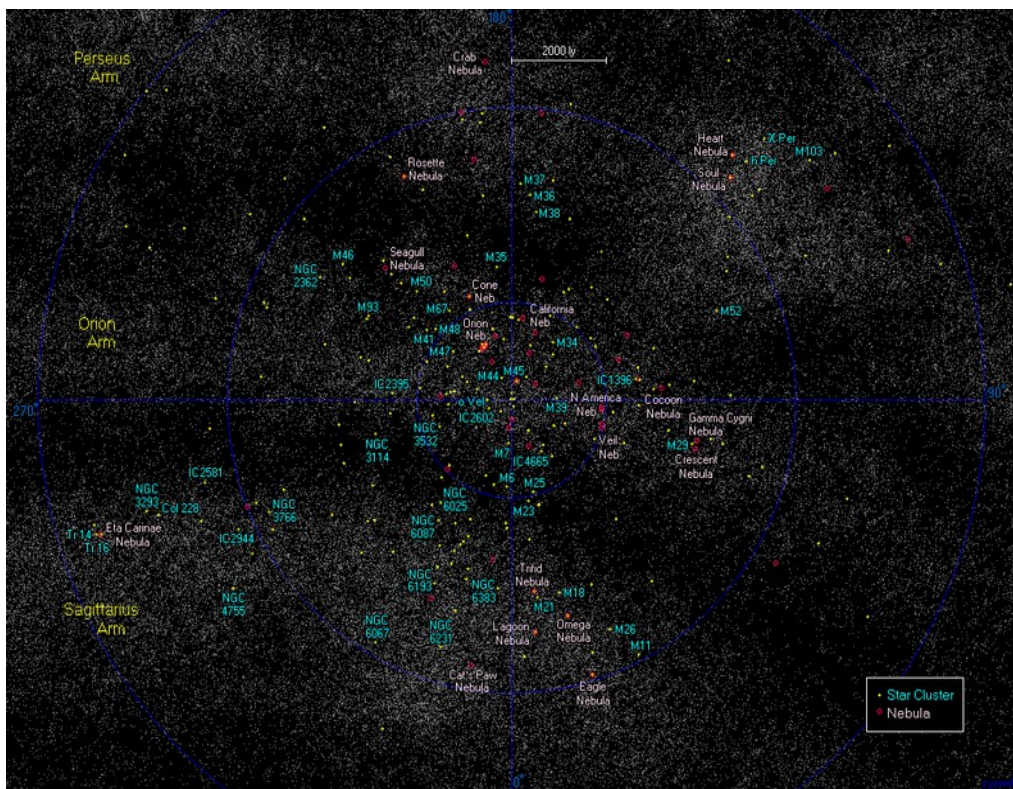 180°
Perseus
Arm
Crab
Nebula
2000 ly
Heart
Nebula
X Per
h Per
M103
Soul
Nebula
Rosette
Nebula
M37
M36
M38
M46
Seagull
Nebula
M35
NGC
2362
M50
Cone
Neb
M93
M67
California
Neb
M52
Orion
Arm
Orion
Neb
M48
M41
M47
M34
M44
M45
IC2395
IC1396
270°
o Vel
IC2602
M39
N America
Neb
Cocoon
Nebula
90°
NGC
3532
Gamma Cygni
Nebula
NGC
3114
Veil
Neb
M29
Crescent
Nebula
M7
IC4665
IC2581
M6
M25
NGC
3293
Col 228
NGC
3766
NGC
6025
M23
Tr 14
Tr 16
Eta Carinae
Nebula
IC2944
NGC
6087
NGC
4755
NGC
6193
NGC
6383
Trifid
Nebula
M18
M21
Sagittarius
Arm
NGC
6067
NGC
6231
Lagoon
Nebula
Omega
Nebula
M26
M11
Cat's Paw
Nebula
Eagle
Nebula
Star Cluster
Nebula
0°